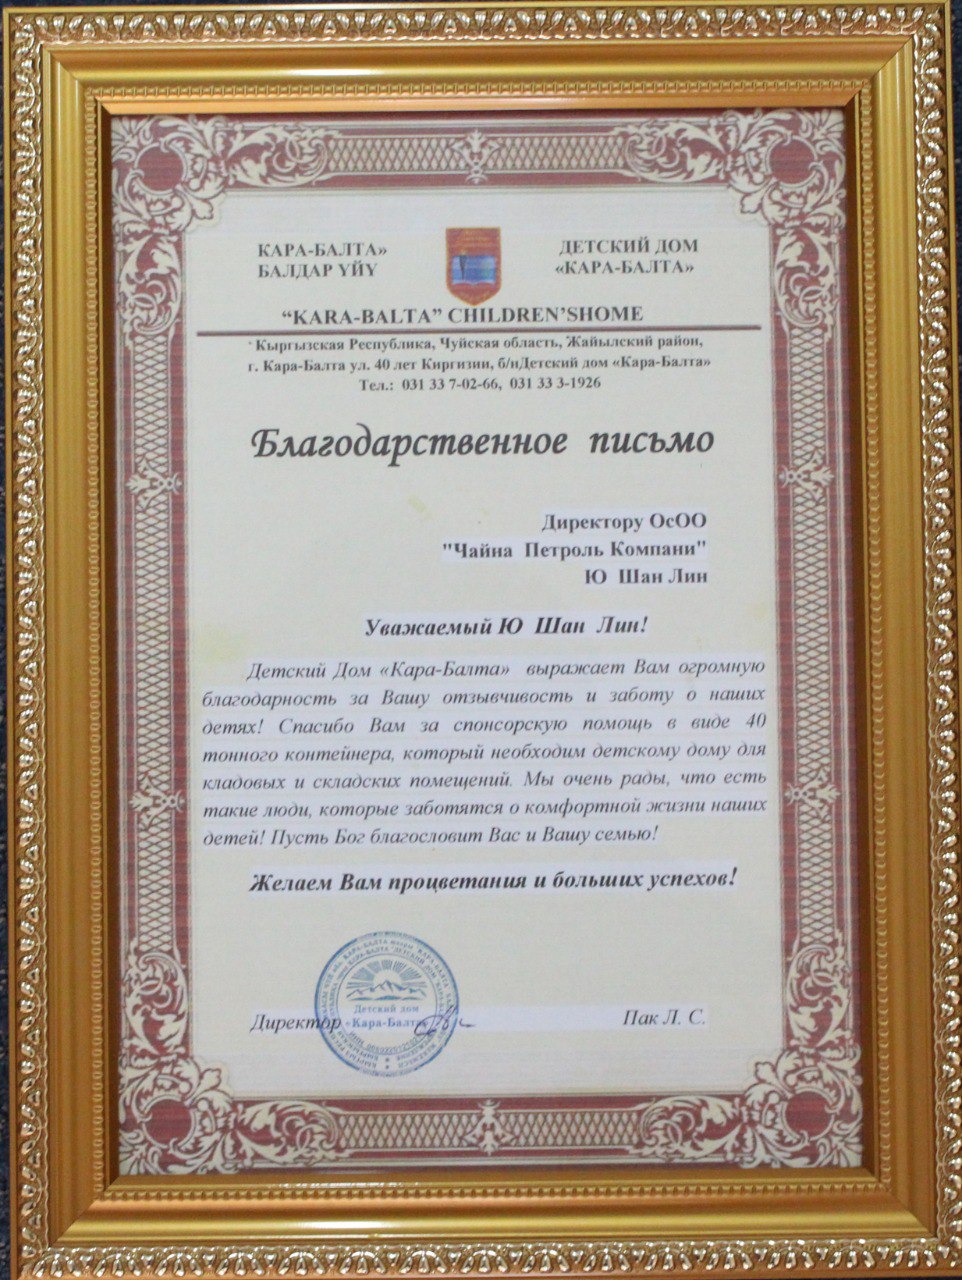 КАРА-БАЛТА»
БАЛДАР ҮЙҮ
ДЕТСКИЙ ДОМ
«КАРА-БАЛТА»
“KARA-BALTA” CHILDREN’SHOME
Кыргызская Республика, Чуйская область, Жайылский район,
г. Кара-Балта ул. 40 лет Киргизии, б/нДетский дом «Кара-Балта»
Тел.: 031 33 7-02-66, 031 33 3-1926
Благодарственное письмо
Директору ОсОО
"Чайна Петроль Компани"
Ю Шан Лин
Уважаемый Ю Шан Лин!
Детский Дом «Кара-Балта» выражает Вам огромную
благодарность за Вашу отзывчивость и заботу о наших
детях! Спасибо Вам за спонсорскую помощь в виде 40
тонного контейнера, который необходим детскому дому для
кладовых и складских помещений. Мы очень рады, что есть
такие люди, которые заботятся о комфортной жизни наших
детей! Пусть Бог благословит Вас и Вашу семью!
Желаем Вам процветания и больших успехов!
Директор
Детский дом
«Кара-Балта»
Пак Л. С.